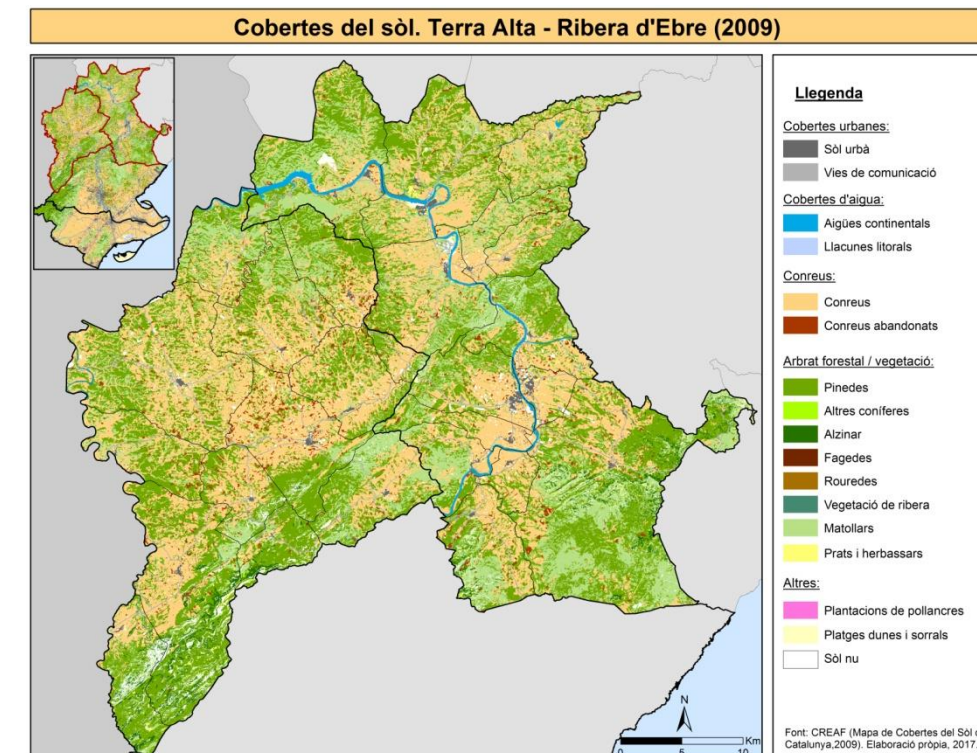 Cobertes del sòl. Terra Alta - Ribera d'Ebre (2009)
Llegenda
Cobertes urbanes:
Sòl urbà
Vies de comunicació
Cobertes d'aigua:
Aigües continentals
Llacunes litorals
Conreus:
Conreus
Conreus abandonats
Arbrat forestal / vegetació:
Pinedes
Altres coníferes
Alzinar
Fagedes
Rouredes
Vegetació de ribera
Matollars
Prats i herbassars
Altres:
Plantacions de pollancres
Platges dunes i sorrals
Sòl nu
N
Km
0 5 10
Font: CREAF (Mapa de Cobertes del Sòl
Catalunya,2009). Elaboració pròpia, 2017